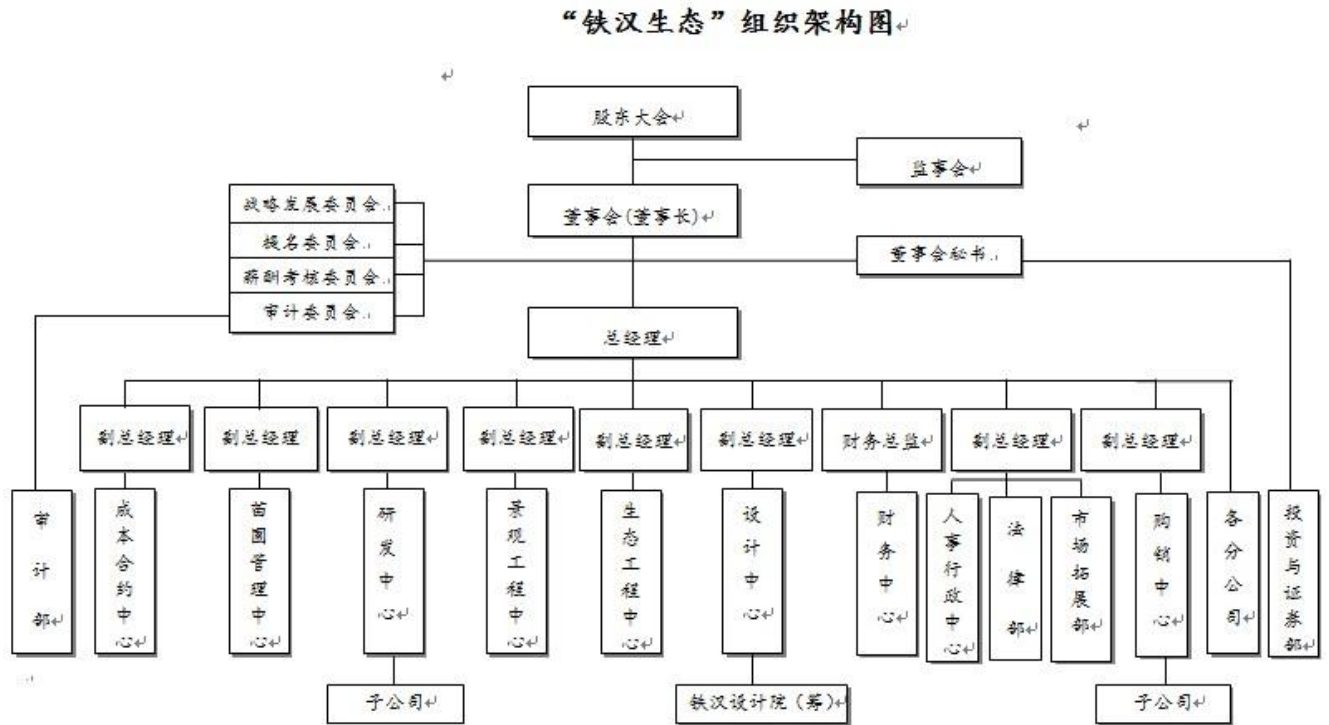 “铁汉生态”组织架构图
股东大会
监事会
董事会(董事长)
战略发展委员会
提名委员会
薪酬考核委员会
审计委员会
董事会秘书
总经理
副总经理
副总经理
副总经理
副总经理
副总经理
副总经理
财务总监
副总经理
副总经理
审计部
成本合约中心
苗圃管理中心
研发中心
景观工程中心
生态工程中心
设计中心
财务中心
人事行政中心
法律部
市场拓展部
购销中心
各分公司
投资与证券部
子公司
铁汉设计院（筹）
子公司